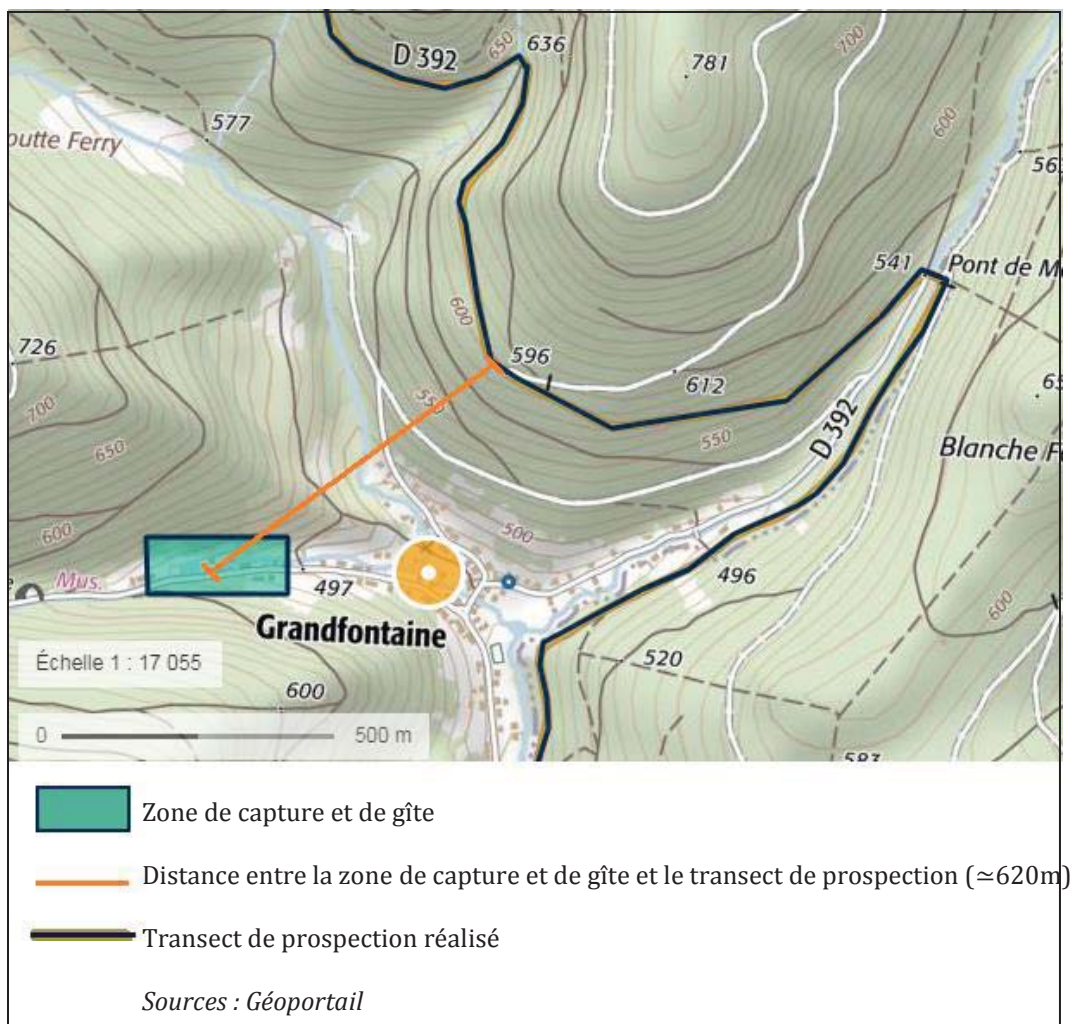 650
636
D 392
781
700
577
outte Ferry
600
56
541
Pont de M
600
596
726
550
612
700
550
D 392
650
Blanche F
65
500
600
Mus.
497
496
600
Grandfontaine
520
Échelle 1 : 17 055
600
0
500 m
583
Zone de capture et de gîte
Distance entre la zone de capture et de gîte et le transect de prospection (≃620m)
Transect de prospection réalisé
Sources : Géoportail